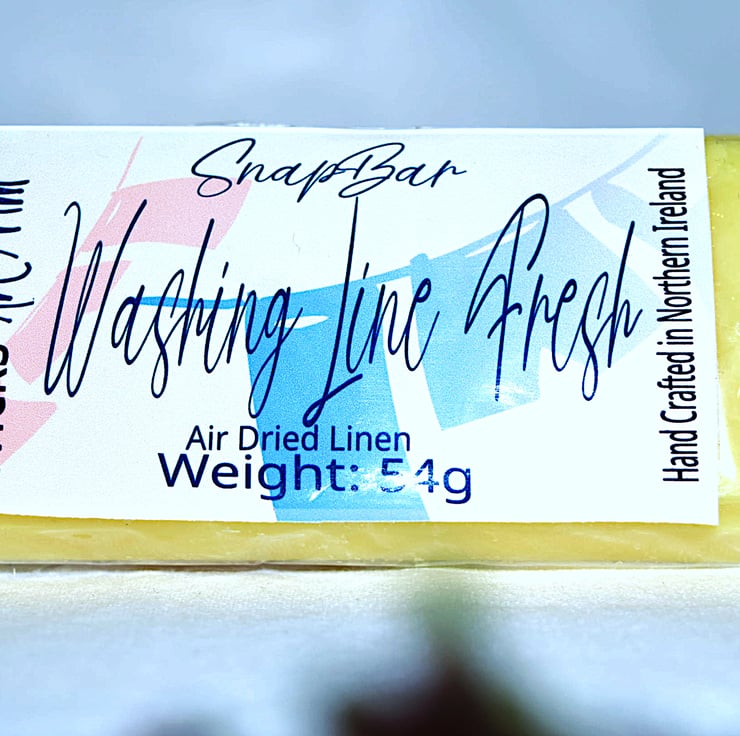 SnapBar
Washing Line Fresh
Air Dried Linen
Weight: 54g
Hand Crafted in Northern Ireland